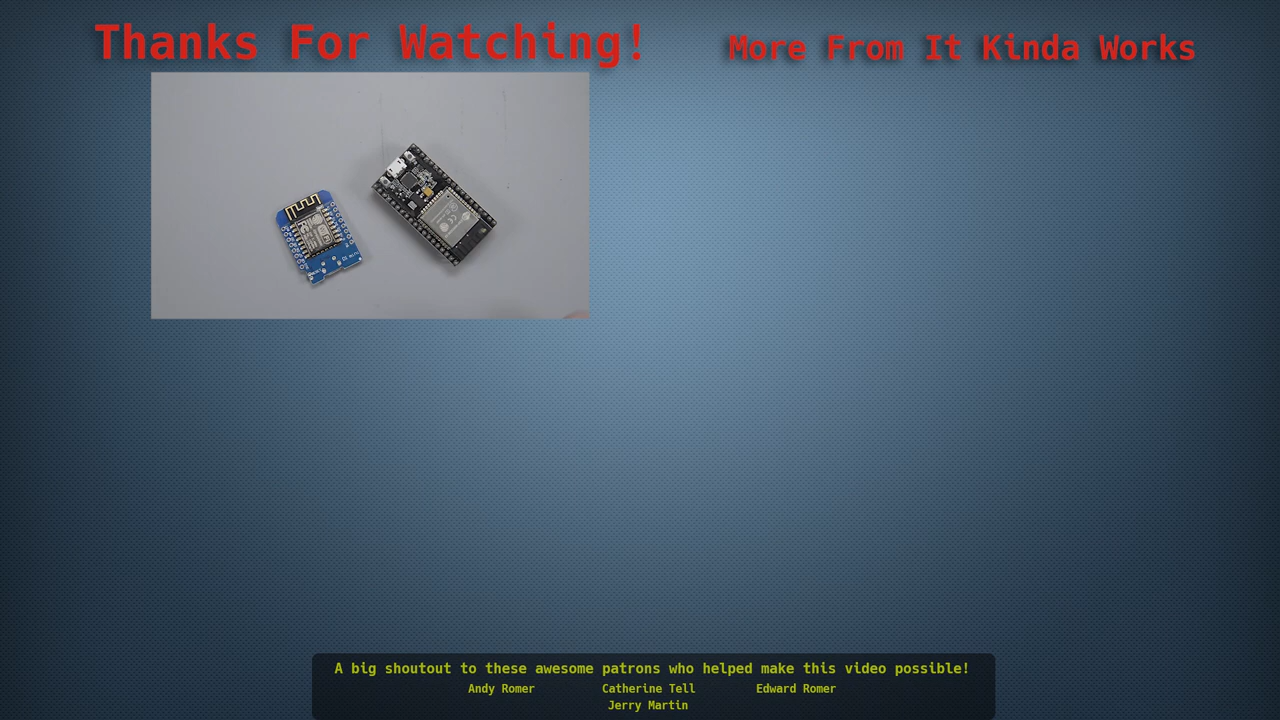 Thanks For Watching!
More From It Kinda Works
A big shoutout to these awesome patrons who helped make this video possible!
Andy Romer Catherine Tell Edward Romer
Jerry Martin